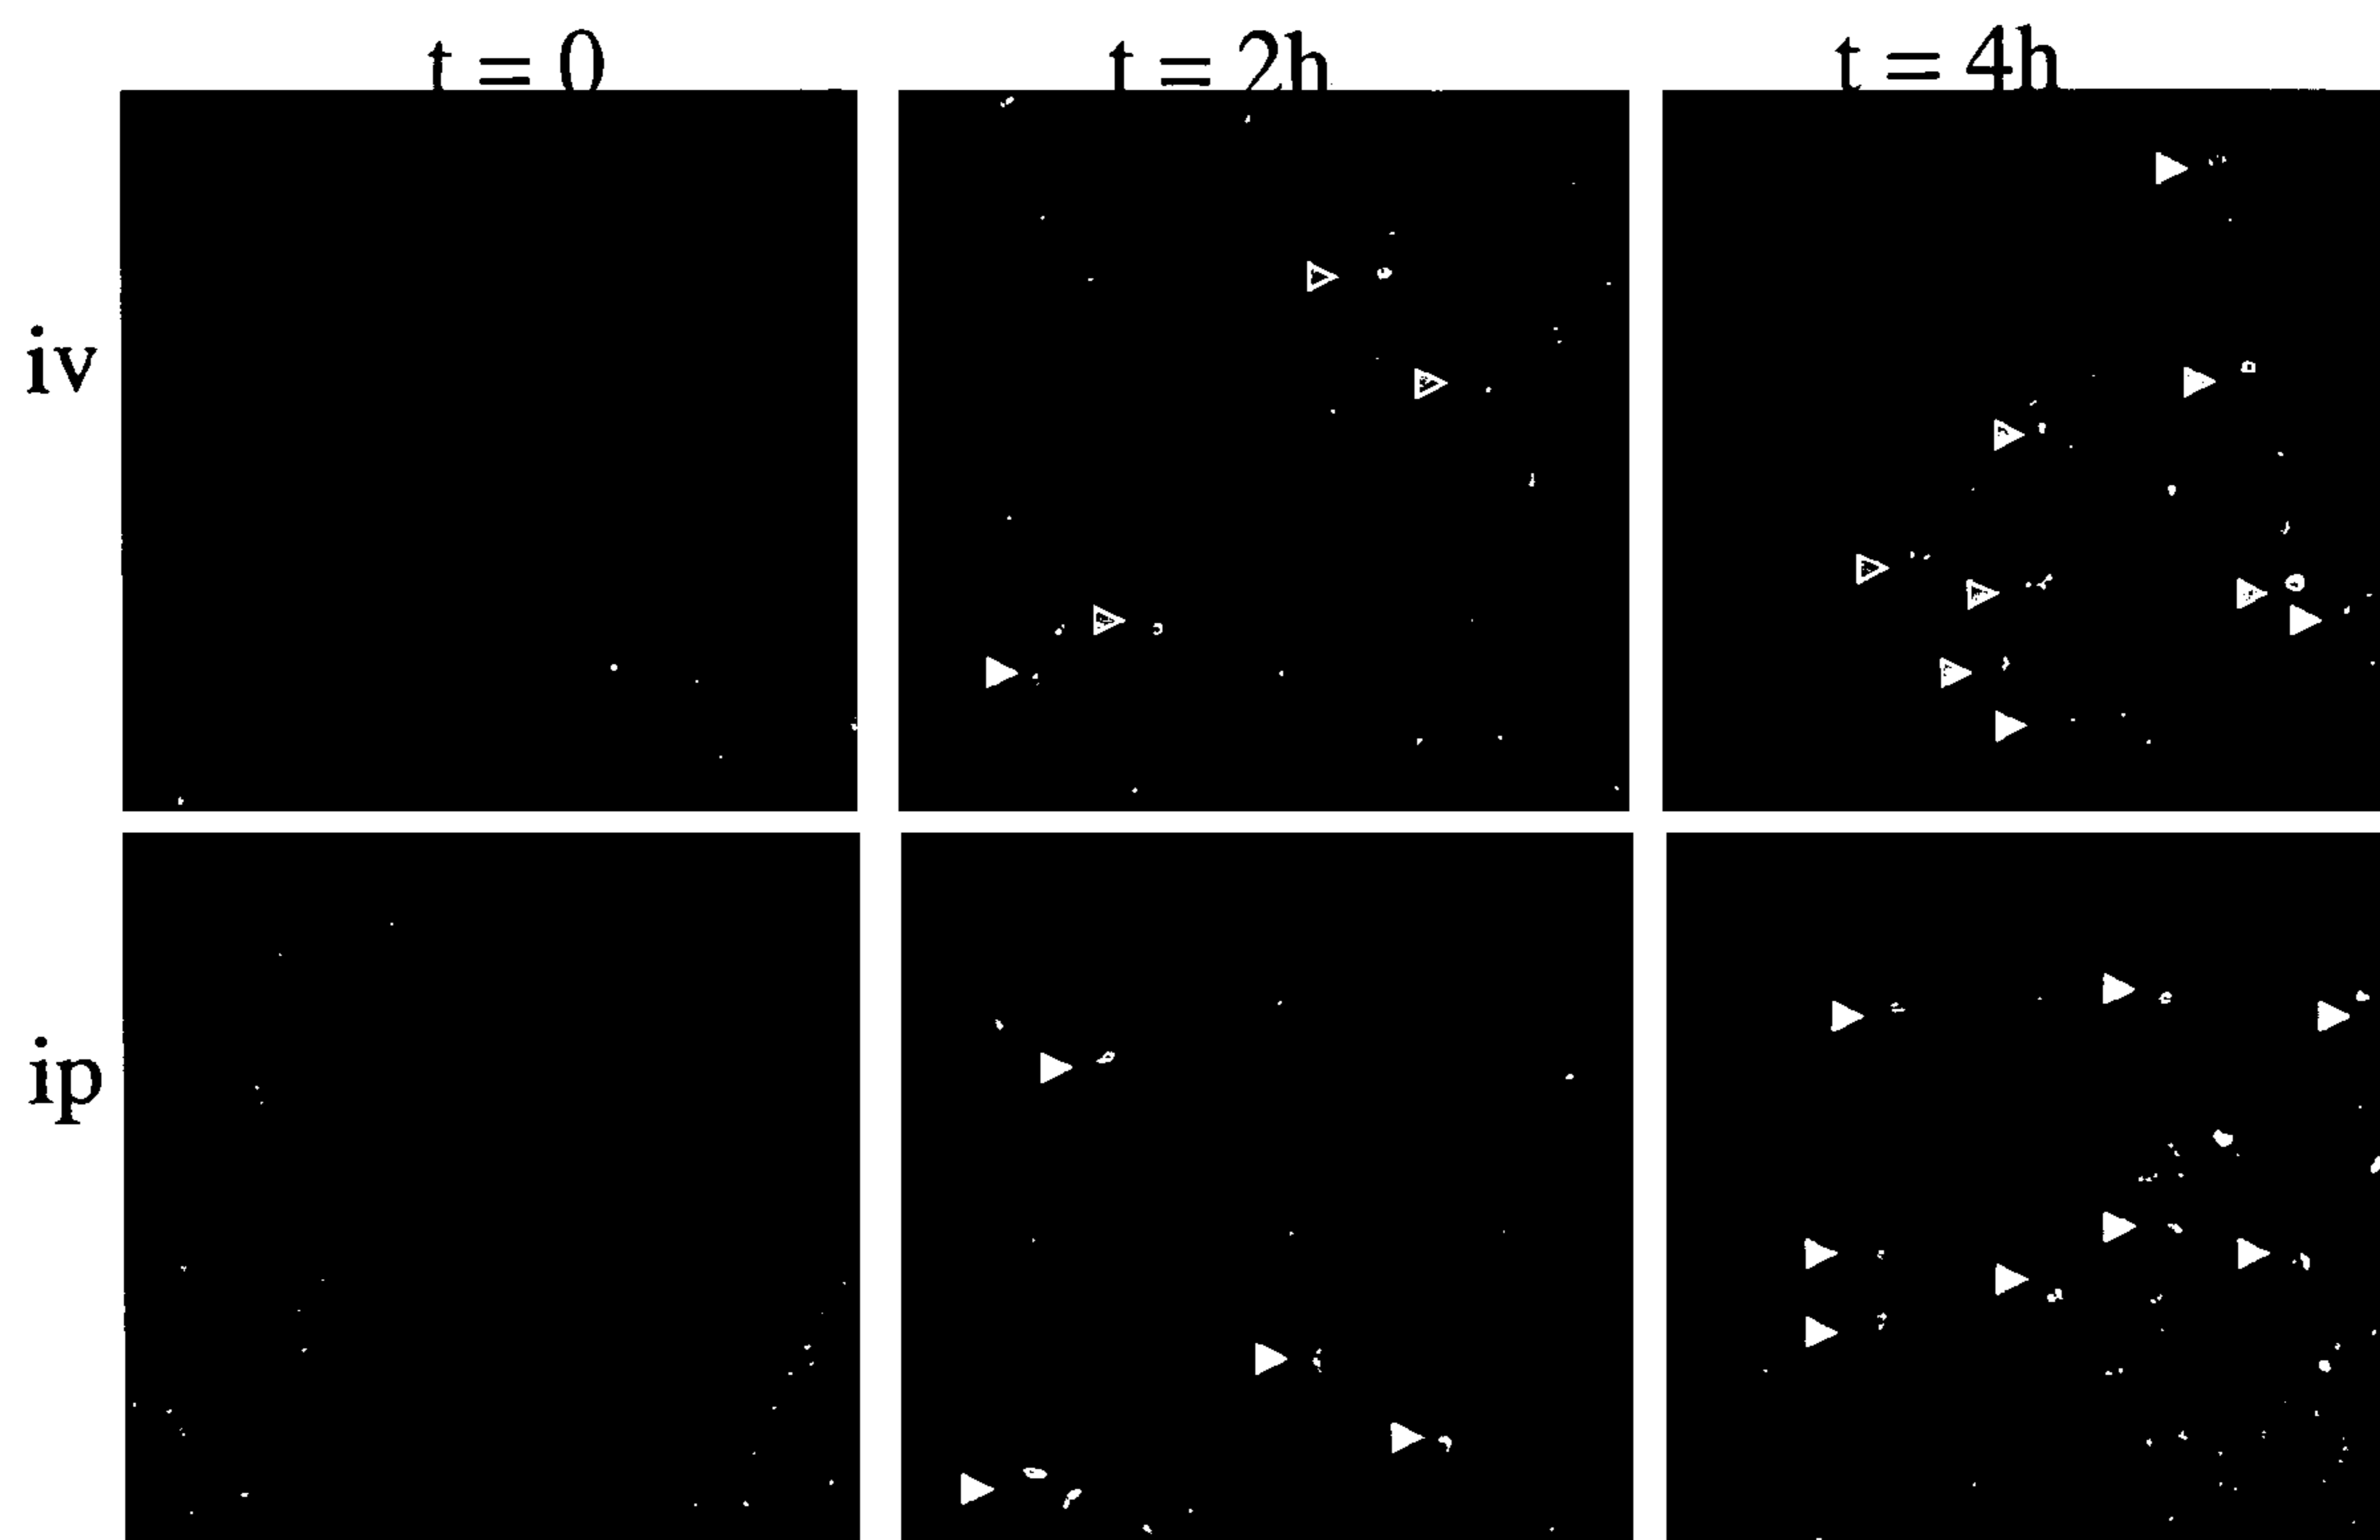 t = 0 t = 2h t = 4h
iv
ip